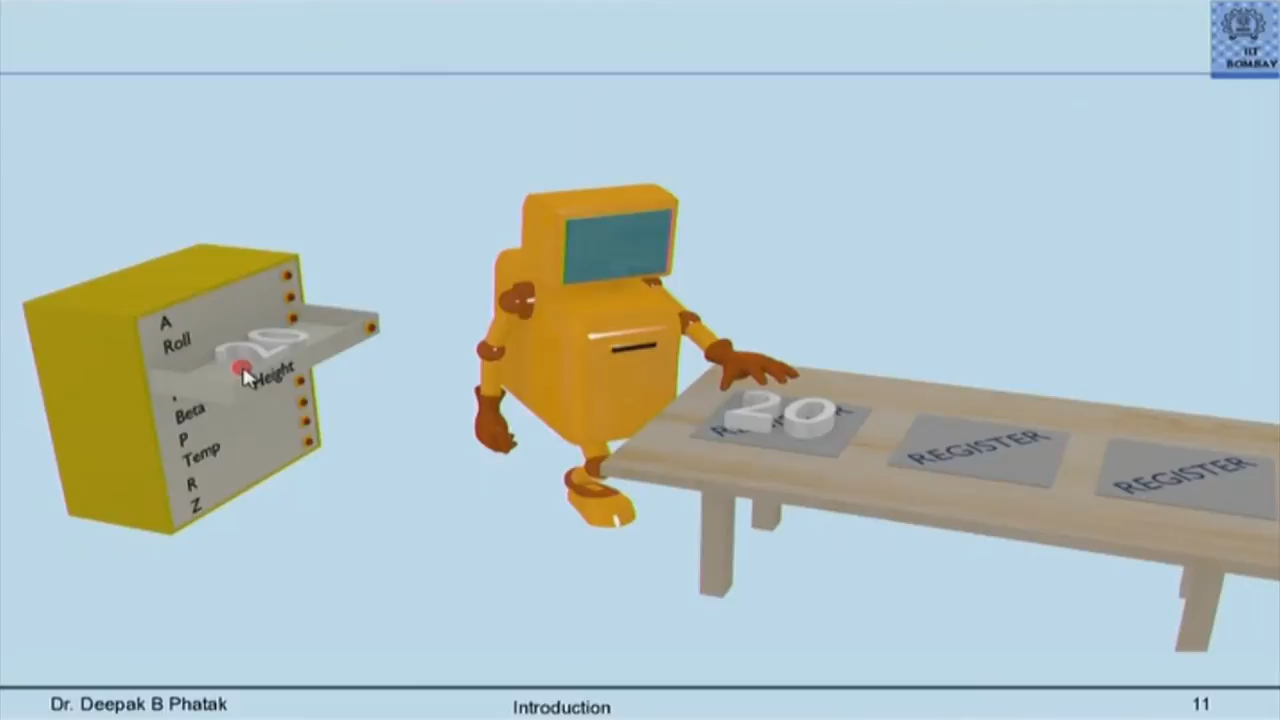 IIT
BOMBAY
A
Roll
20
Height
.
Beta
P
Temp
R
Z
20
REGISTER
REGISTER
Dr. Deepak B Phatak
Introduction
11